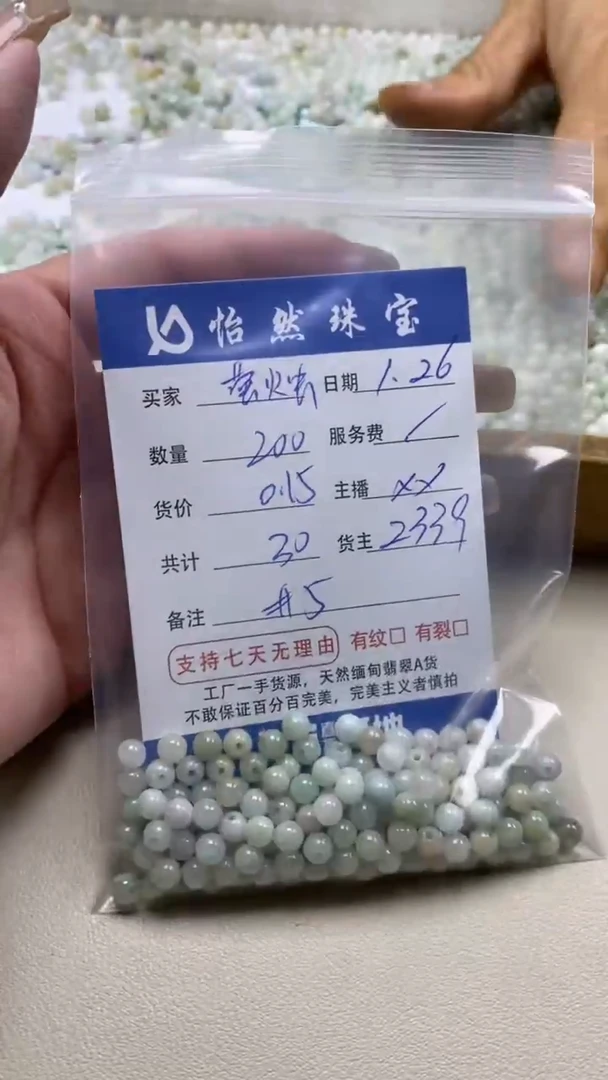 怡然珠宝
买家 萤火虫 日期 1.26
数量 200 服务费 /
货价 0.15 主播 XX
共计 30 货主 2339
备注 #5
支持七天无理由 有纹□ 有裂□
工厂一手货源，天然缅甸翡翠A货
不敢保证百分百完美，完美主义者慎拍